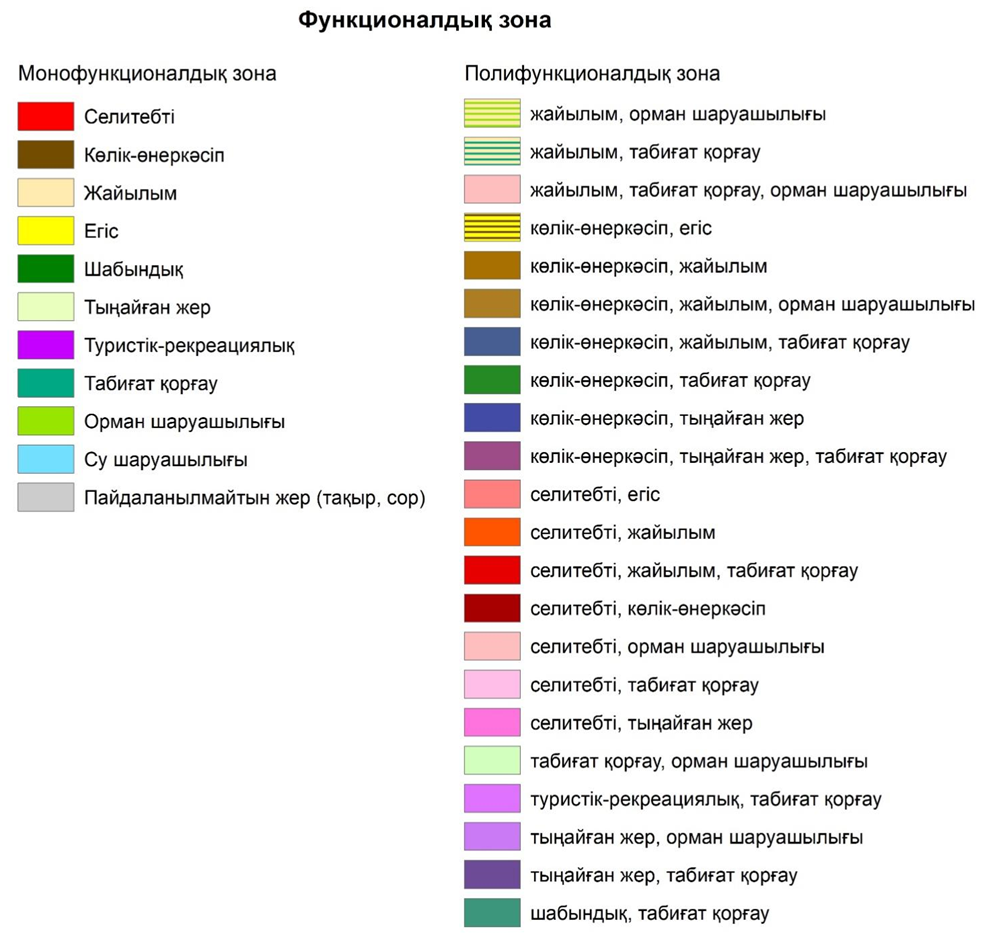 Функционалдық зона
Монофункционалдық зона
Селитебті
Көлік-өнеркәсіп
Жайылым
Егіс
Шабындық
Тыңайған жер
Туристік-рекреациялық
Табиғат қорғау
Орман шаруашылығы
Су шаруашылығы
Пайдаланылмайтын жер (тақыр, сор)
Полифункционалдық зона
жайылым, орман шаруашылығы
жайылым, табиғат қорғау
жайылым, табиғат қорғау, орман шаруашылығы
көлік-өнеркәсіп, егіс
көлік-өнеркәсіп, жайылым
көлік-өнеркәсіп, жайылым, орман шаруашылығы
көлік-өнеркәсіп, жайылым, табиғат қорғау
көлік-өнеркәсіп, табиғат қорғау
көлік-өнеркәсіп, тыңайған жер
көлік-өнеркәсіп, тыңайған жер, табиғат қорғау
селитебті, егіс
селитебті, жайылым
селитебті, жайылым, табиғат қорғау
селитебті, көлік-өнеркәсіп
селитебті, орман шаруашылығы
селитебті, табиғат қорғау
селитебті, тыңайған жер
табиғат қорғау, орман шаруашылығы
туристік-рекреациялық, табиғат қорғау
тыңайған жер, орман шаруашылығы
тыңайған жер, табиғат қорғау
шабындық, табиғат қорғау